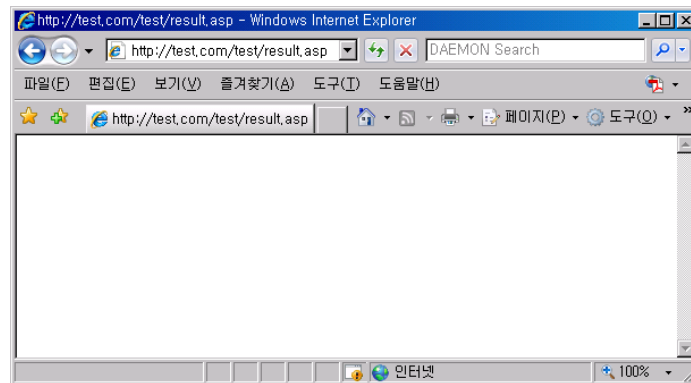 http://test.com/test/result.asp - Windows Internet Explorer
http://test.com/test/result.asp DAEMON Search
파일(F) 편집(E) 보기(V) 즐겨찾기(A) 도구(T) 도움말(H)
http://test.com/test/result.asp 페이지(P) 도구(O) »
인터넷 100%